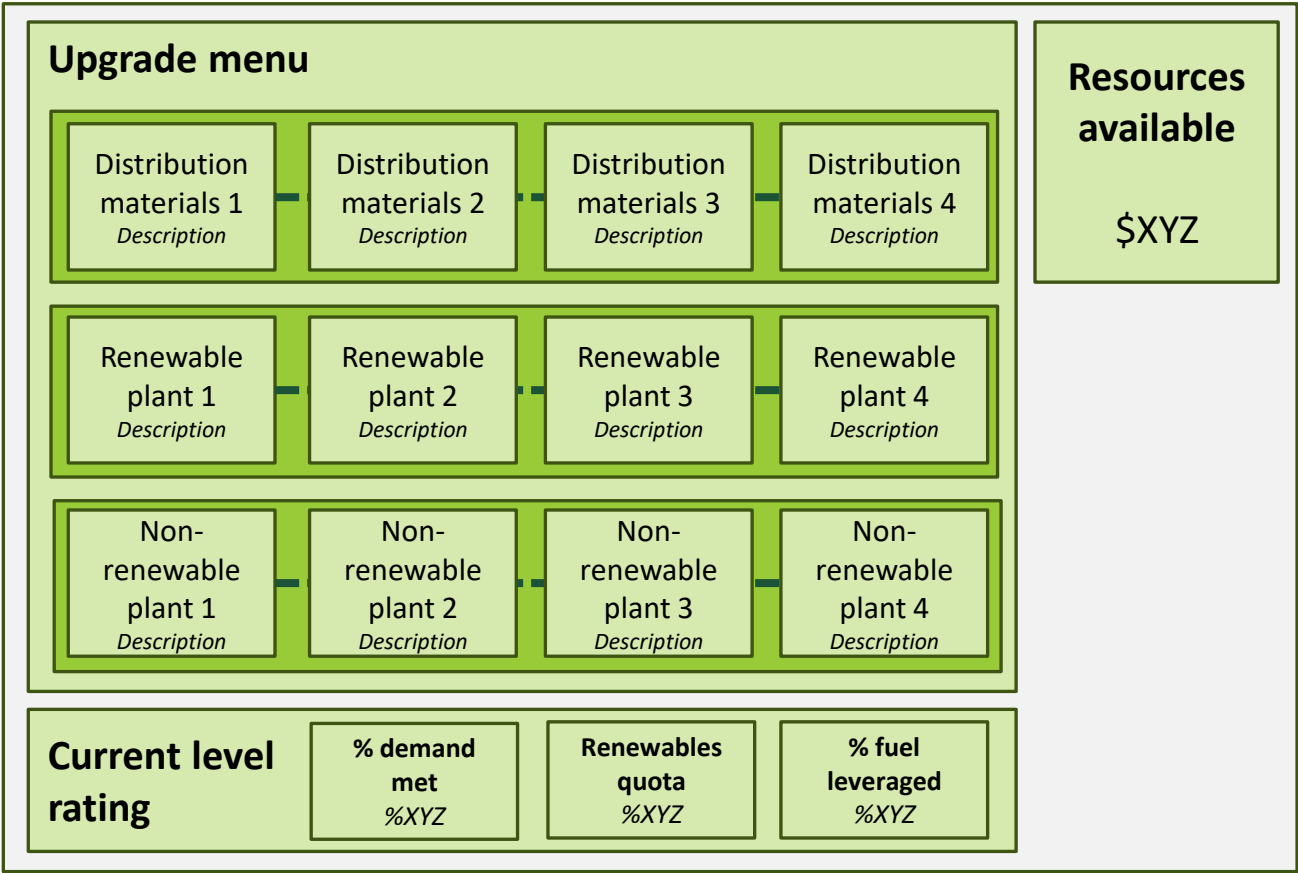 Upgrade menu
Resources
available
$XYZ
Distribution
materials 1
Description
Distribution
materials 2
Description
Distribution
materials 3
Description
Distribution
materials 4
Description
Renewable
plant 1
Description
Renewable
plant 2
Description
Renewable
plant 3
Description
Renewable
plant 4
Description
Non-
renewable
plant 1
Description
Non-
renewable
plant 2
Description
Non-
renewable
plant 3
Description
Non-
renewable
plant 4
Description
Current level
rating
% demand
met
%XYZ
Renewables
quota
%XYZ
% fuel
leveraged
%XYZ